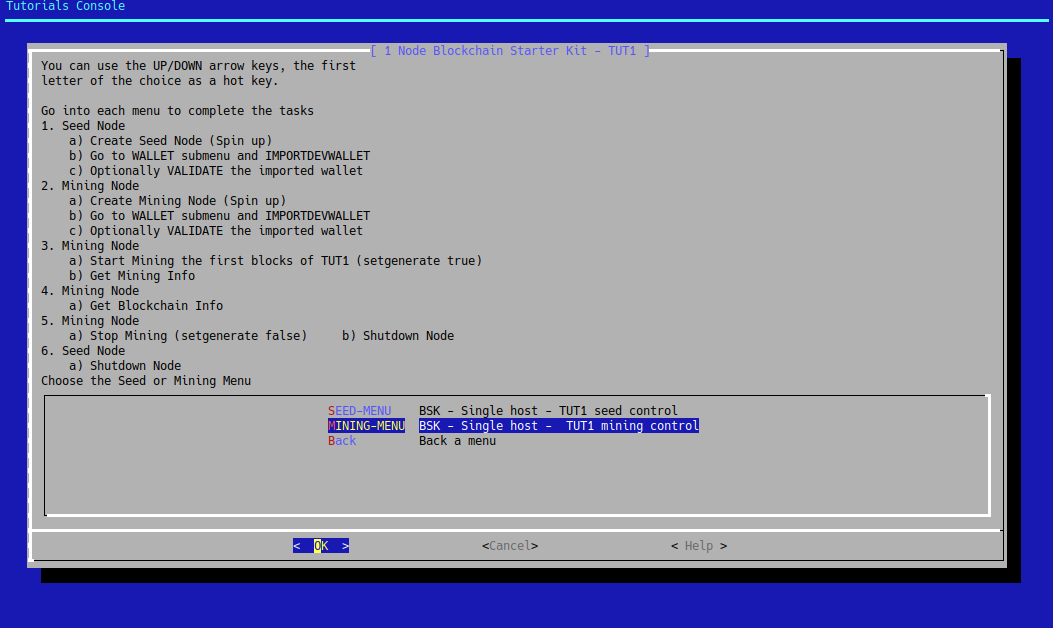 Tutorials Console
[ 1 Node Blockchain Starter Kit - TUT1 ]
You can use the UP/DOWN arrow keys, the first
letter of the choice as a hot key.
Go into each menu to complete the tasks
1. Seed Node
a) Create Seed Node (Spin up)
b) Go to WALLET submenu and IMPORTDEVWALLET
c) Optionally VALIDATE the imported wallet
2. Mining Node
a) Create Mining Node (Spin up)
b) Go to WALLET submenu and IMPORTDEVWALLET
c) Optionally VALIDATE the imported wallet
3. Mining Node
a) Start Mining the first blocks of TUT1 (setgenerate true)
b) Get Mining Info
4. Mining Node
a) Get Blockchain Info
5. Mining Node
a) Stop Mining (setgenerate false)     b) Shutdown Node
6. Seed Node
a) Shutdown Node
Choose the Seed or Mining Menu
SEED-MENU    BSK - Single host - TUT1 seed control
MINING-MENU  BSK - Single host -  TUT1 mining control
Back         Back a menu
<  OK  >     <Cancel>     < Help >